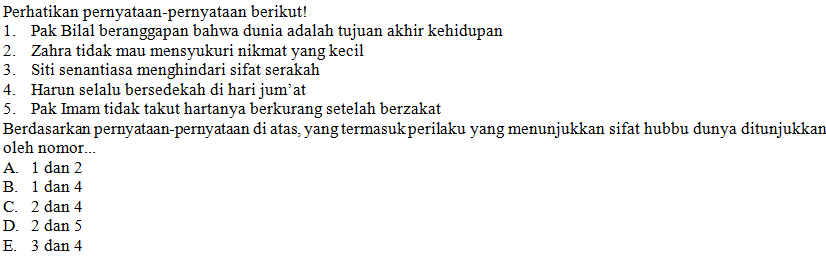 Perhatikan pernyataan-pernyataan berikut!
1. Pak Bilal beranggapan bahwa dunia adalah tujuan akhir kehidupan
2. Zahra tidak mau mensyukuri nikmat yang kecil
3. Siti senantiasa menghindari sifat serakah
4. Harun selalu bersedekah di hari jum’at
5. Pak Imam tidak takut hartanya berkurang setelah berzakat
Berdasarkan pernyataan-pernyataan di atas, yang termasuk perilaku yang menunjukkan sifat hubbu dunya ditunjukkan
oleh nomor...
A. 1 dan 2
B. 1 dan 4
C. 2 dan 4
D. 2 dan 5
E. 3 dan 4